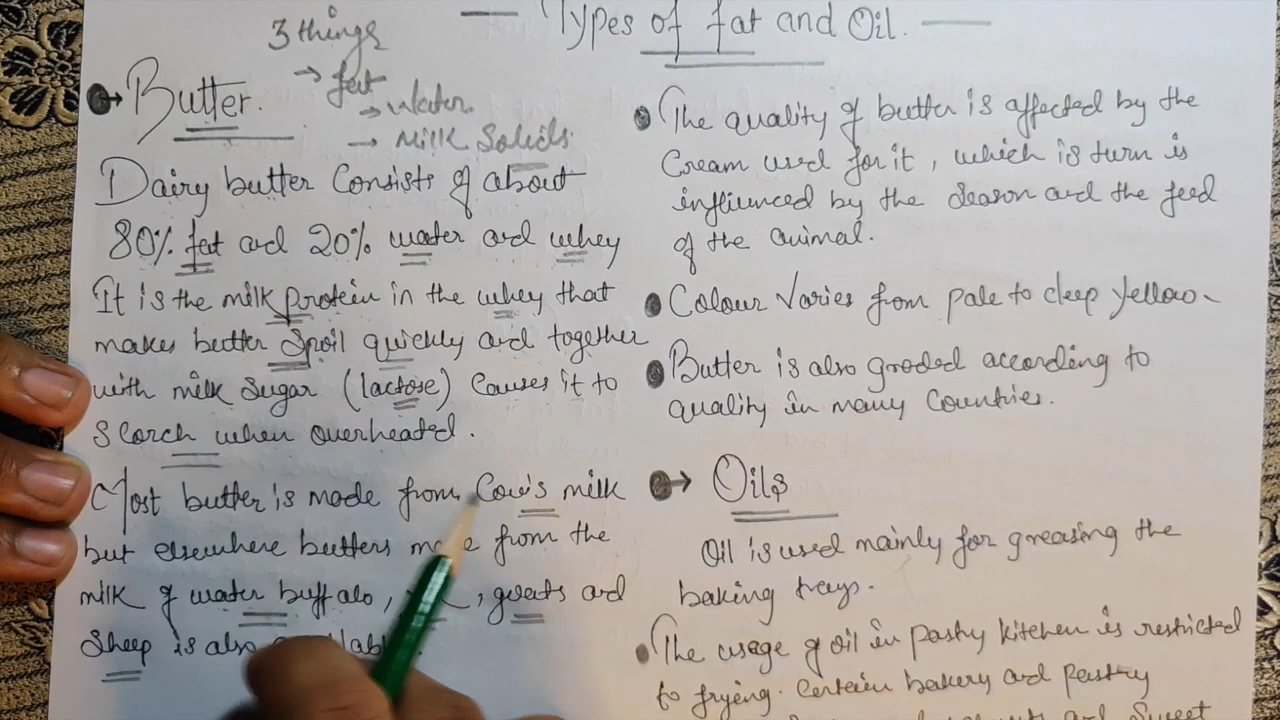 Types of fat and Oil.
3 things
→ fat
→ water
→ Milk Solids
Butter.
Dairy butter Consists of about
80% fat and 20% water and whey
It is the milk protein in the whey that
makes butter Spoil quickly and together
with milk sugar (lactose) Causes it to
Scorch when overheated.
Most butter is made from Cow's milk
but elsewhere butters from the
milk of water buffalo, , goats and
Sheep is also
The quality of butter is affected by the
Cream used for it, which is turn is
influenced by the Season and the feed
of the animal.
Colour Varies from pale to deep yellow
Butter is also graded according to
quality in many Countries.
Oils
Oil is used mainly for greasing the
baking trays.
The usage of oil in pastry kitchen is restricted
to frying. Certain bakery and pastry
and Sweet